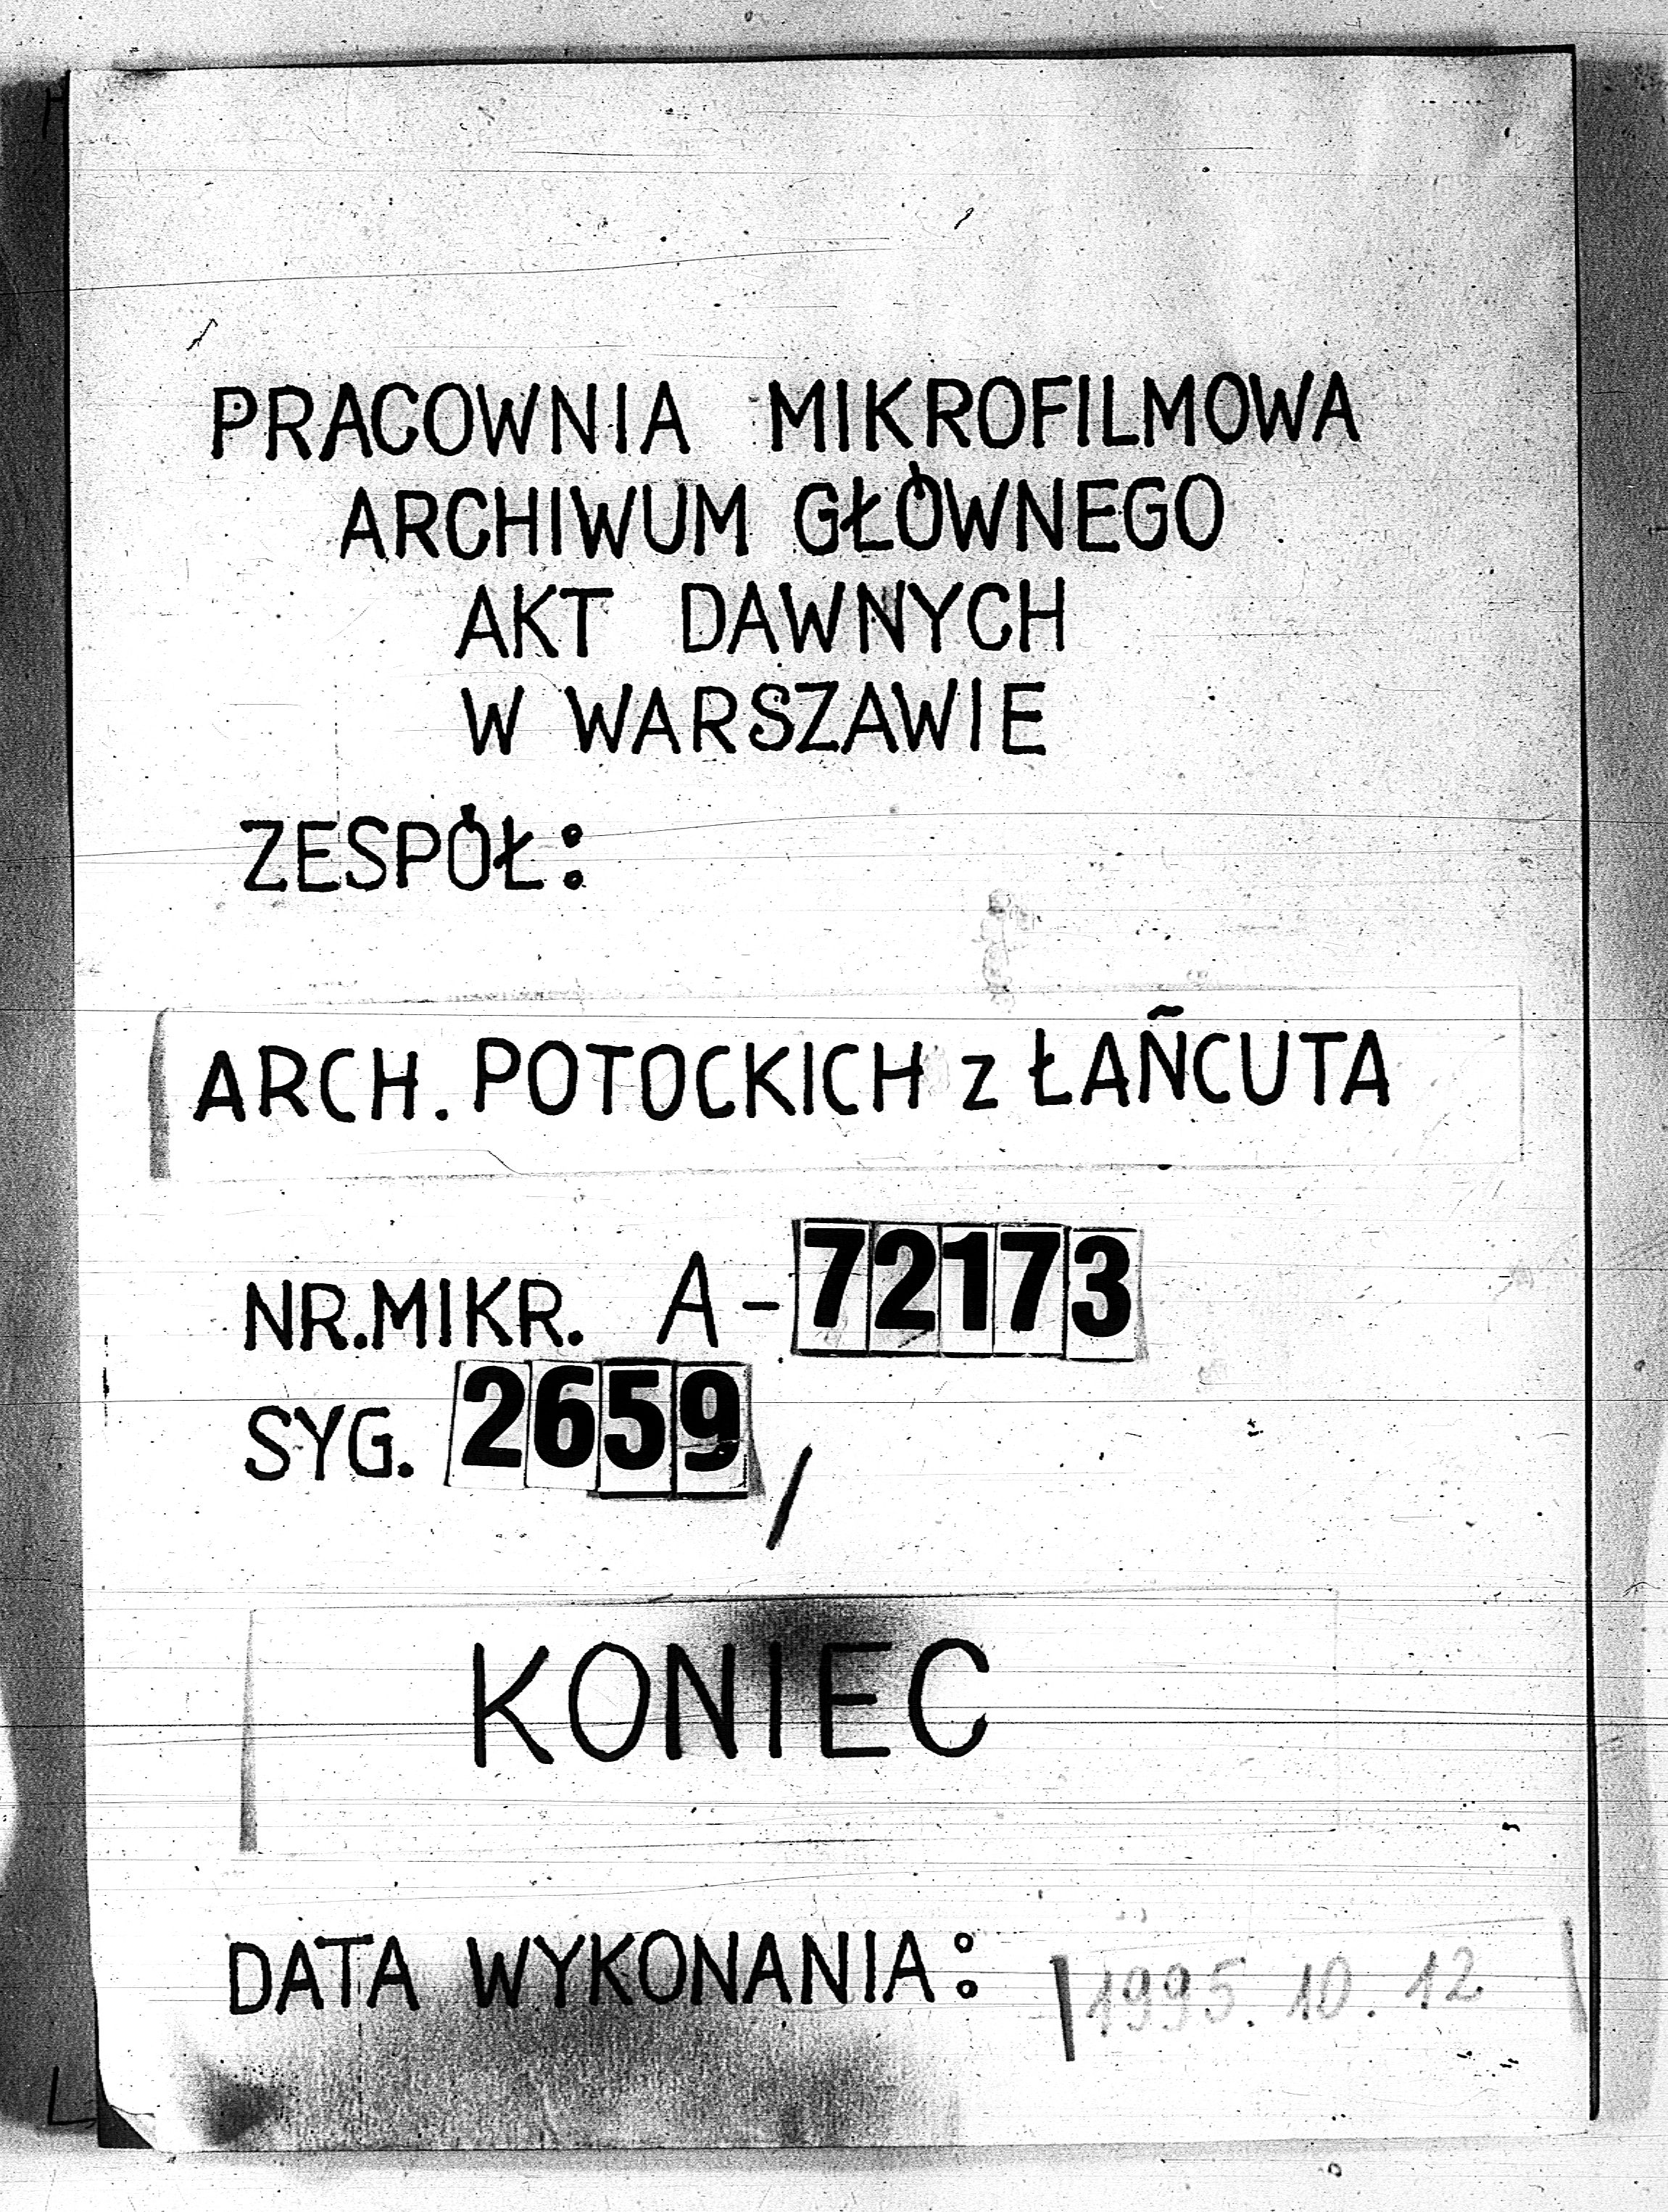 PRACOWNIA MIKROFILMOWA
ARCHIWUM GŁÓWNEGO
AKT DAWNYCH
W WARSZAWIE
ZESPÓŁ:
ARCH. POTOCKICH z ŁAŃCUTA
NR. MIKR. A-72173
SYG. 2659/
KONIEC
DATA WYKONANIA: 1995.10.12